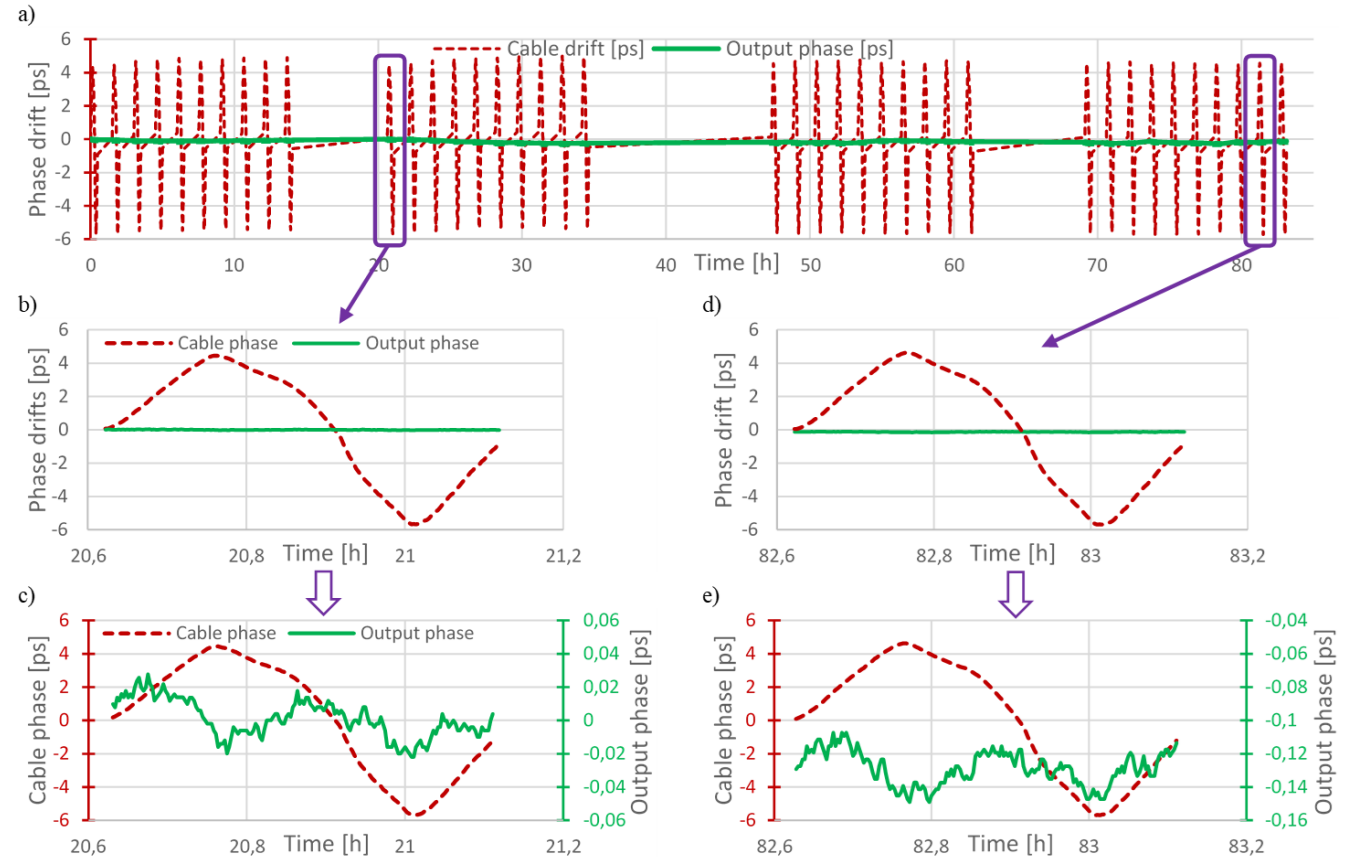 a)
Phase drift [ps]
6
4
2
0
-2
-4
-6
Cable drift [ps] Output phase [ps]
0 10 20 30 40 50 60 70 80
Time [h]
b)
Phase drifts [ps]
6
4
2
0
-2
-4
-6
Cable phase Output phase
20,6 20,8 21 21,2
Time [h]
d)
Phase drift [ps]
6
4
2
0
-2
-4
-6
82,6 82,8 83 83,2
Time [h]
c)
Cable phase [ps]
6
4
2
0
-2
-4
-6
Cable phase Output phase
0,06
0,04
0,02
0
-0,02
-0,04
-0,06
Output phase [ps]
20,6 20,8 21 21,2
Time [h]
e)
Cable phase [ps]
6
4
2
0
-2
-4
-6
-0,04
-0,06
-0,08
-0,1
-0,12
-0,14
-0,16
Output phase [ps]
82,6 82,8 83 83,2
Time [h]